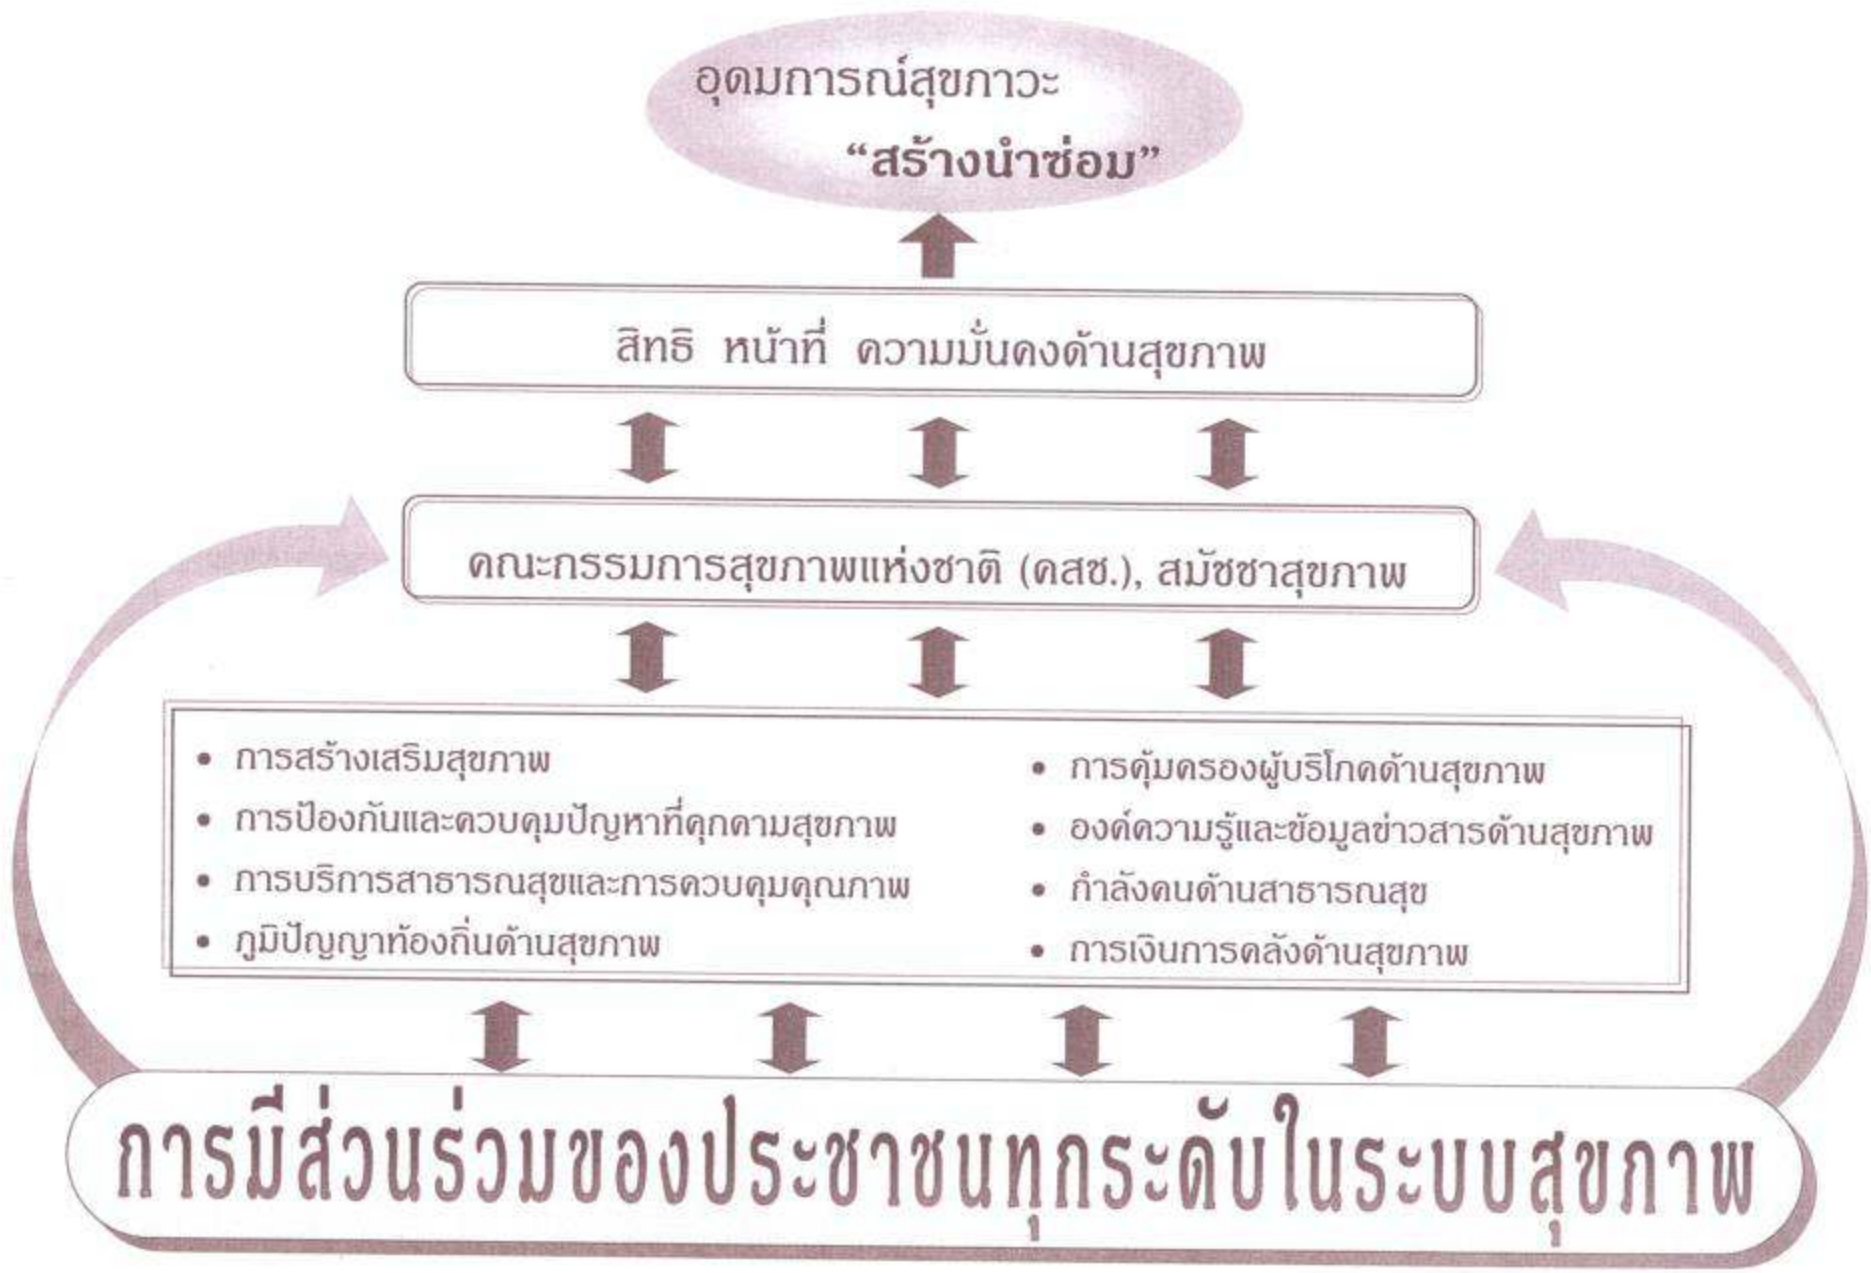 อุดมการณ์สุขภาวะ
“สร้างนำซ่อม”
สิทธิ หน้าที่ ความมั่นคงด้านสุขภาพ
คณะกรรมการสุขภาพแห่งชาติ (คสช.), สมัชชาสุขภาพ
• การสร้างเสริมสุขภาพ
• การป้องกันและควบคุมปัญหาที่คุกคามสุขภาพ
• การบริการสาธารณสุขและการควบคุมคุณภาพ
• ภูมิปัญญาท้องถิ่นด้านสุขภาพ
• การคุ้มครองผู้บริโภคด้านสุขภาพ
• องค์ความรู้และข้อมูลข่าวสารด้านสุขภาพ
• กำลังคนด้านสาธารณสุข
• การเงินการคลังด้านสุขภาพ
การมีส่วนร่วมของประชาชนทุกระดับในระบบสุขภาพ